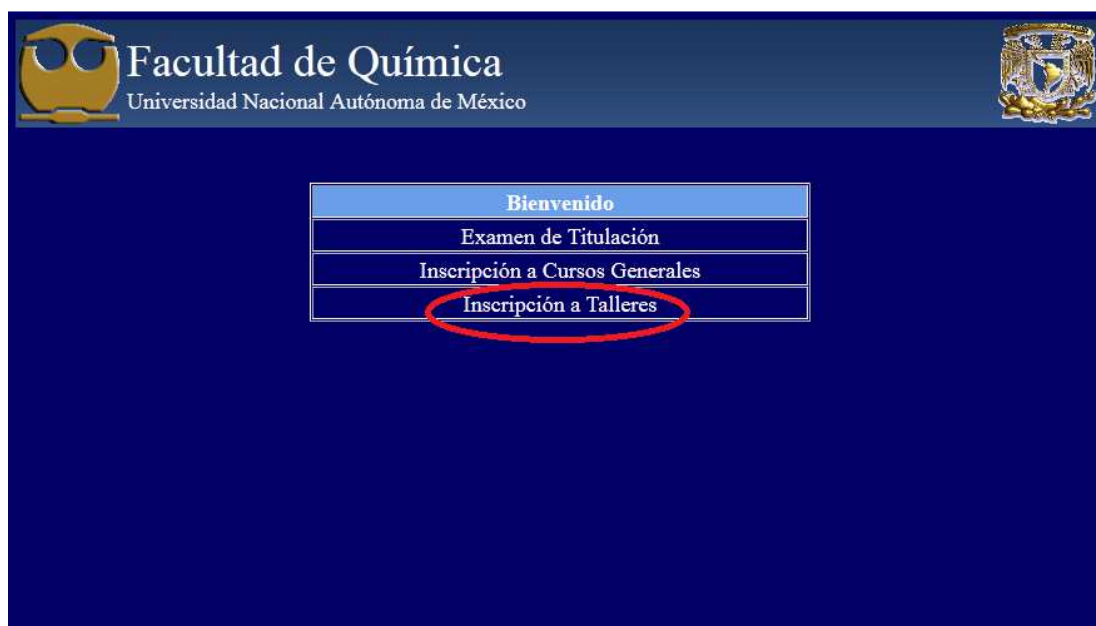 Facultad de Química
Universidad Nacional Autónoma de México
Bienvenido
Examen de Titulación
Inscripción a Cursos Generales
Inscripción a Talleres